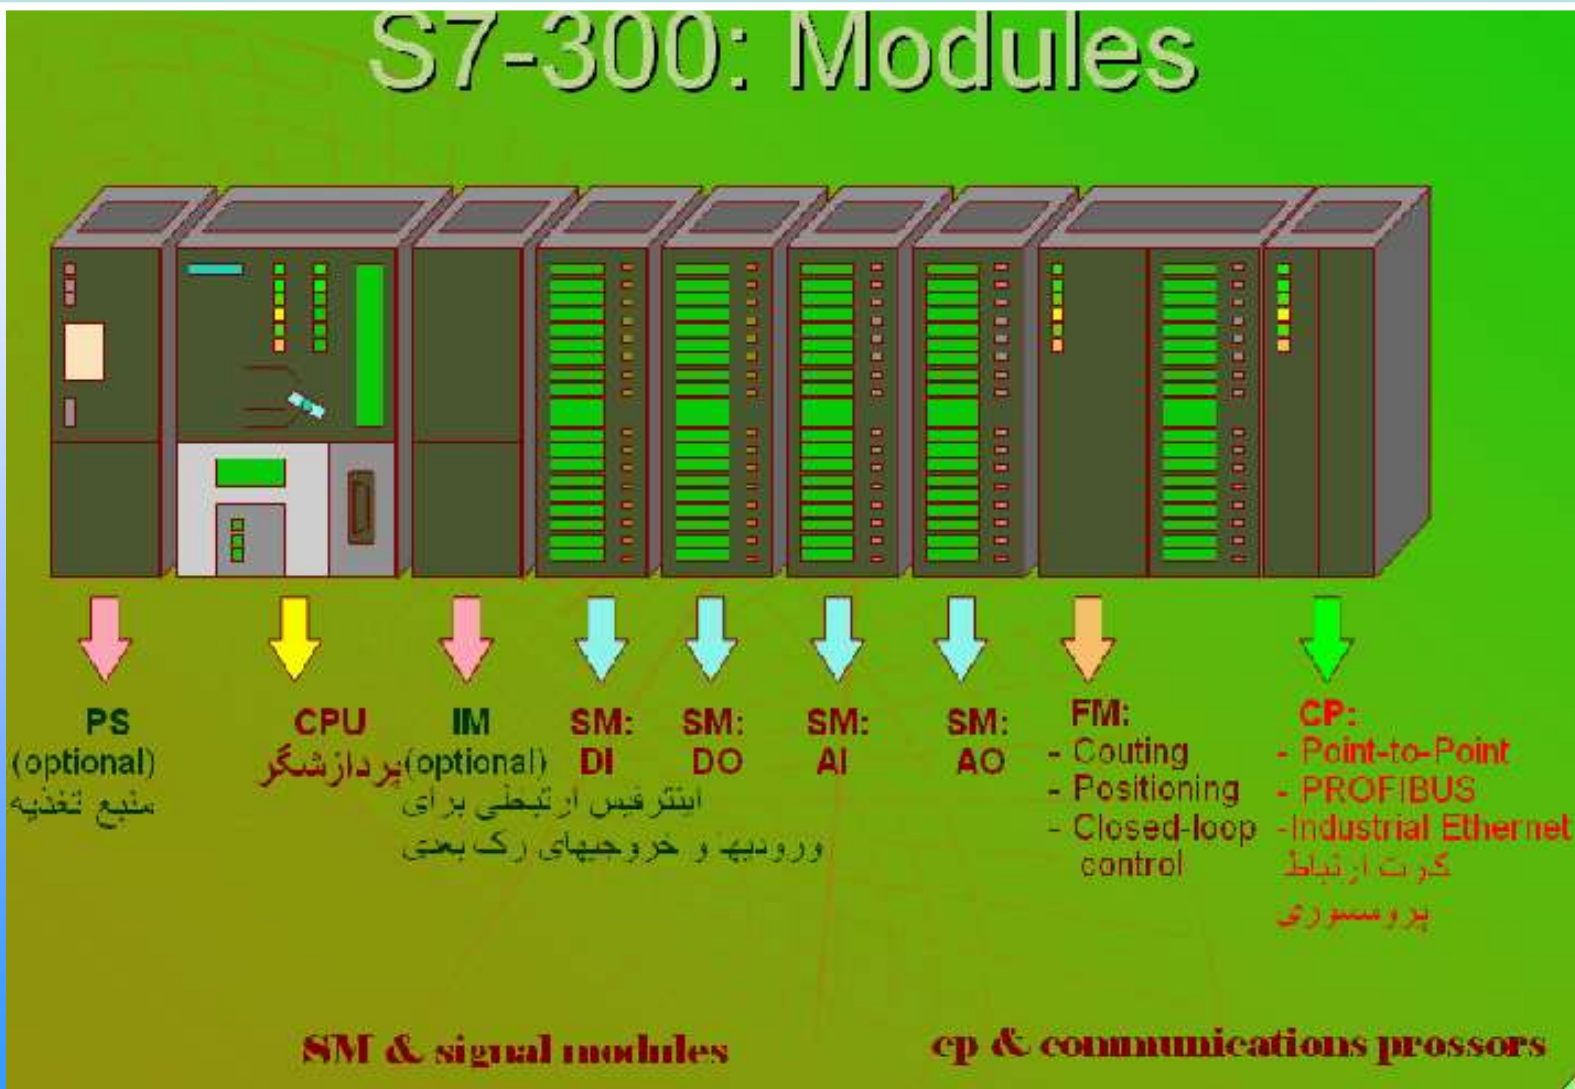 S7-300: Modules
PS
(optional)
منبع تغذیه
CPU
پردازشگر
IM
(optional)
اینترفیس ارتبطی برای
ورودیها و خروجیهای رک بعدی
SM:
DI
SM:
DO
SM:
AI
SM:
AO
FM:
- Couting
- Positioning
- Closed-loop
control
CP:
- Point-to-Point
- PROFIBUS
-Industrial Ethernet
کارت ارتباط
پروسسوری
SM & signal modules
cp & communications prossors